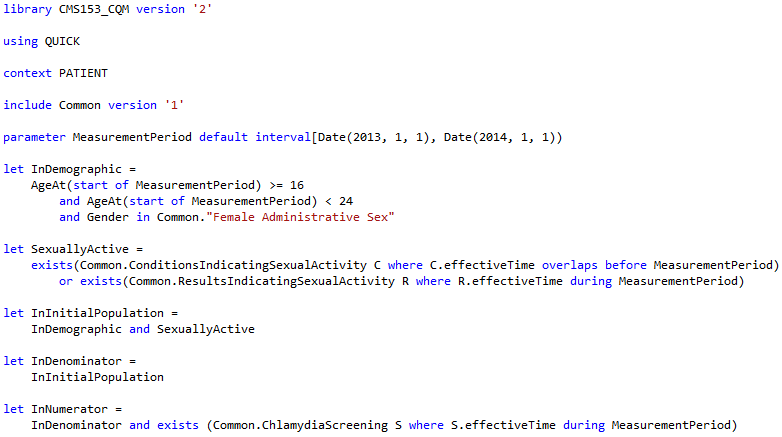 library CMS153_CQM version '2'
using QUICK
context PATIENT
include Common version '1'
parameter MeasurementPeriod default interval[Date(2013, 1, 1), Date(2014, 1, 1))
let InDemographic =
AgeAt(start of MeasurementPeriod) >= 16
and AgeAt(start of MeasurementPeriod) < 24
and Gender in Common."Female Administrative Sex"
let SexuallyActive =
exists(Common.ConditionsIndicatingSexualActivity C where C.effectiveTime overlaps before MeasurementPeriod)
or exists(Common.ResultsIndicatingSexualActivity R where R.effectiveTime during MeasurementPeriod)
let InInitialPopulation =
InDemographic and SexuallyActive
let InDenominator =
InInitialPopulation
let InNumerator =
InDenominator and exists (Common.ChlamydiaScreening S where S.effectiveTime during MeasurementPeriod)